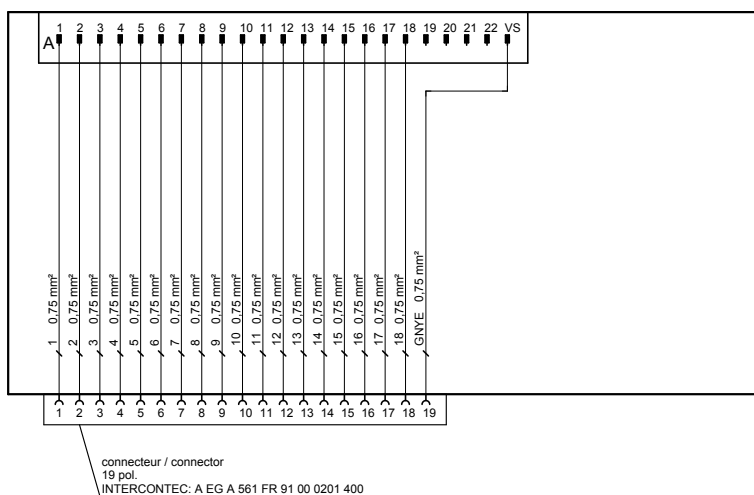 1 2 3 4 5 6 7 8 9 10 11 12 13 14 15 16 17 18 19 20 21 22 VS
A
1 0,75 mm²
2 0,75 mm²
3 0,75 mm²
4 0,75 mm²
5 0,75 mm²
6 0,75 mm²
7 0,75 mm²
8 0,75 mm²
9 0,75 mm²
10 0,75 mm²
11 0,75 mm²
12 0,75 mm²
13 0,75 mm²
14 0,75 mm²
15 0,75 mm²
16 0,75 mm²
17 0,75 mm²
18 0,75 mm²
GNYE 0,75 mm²
1 2 3 4 5 6 7 8 9 10 11 12 13 14 15 16 17 18 19
connecteur / connector
19 pol.
INTERCONTEC: A EG A 561 FR 91 00 0201 400